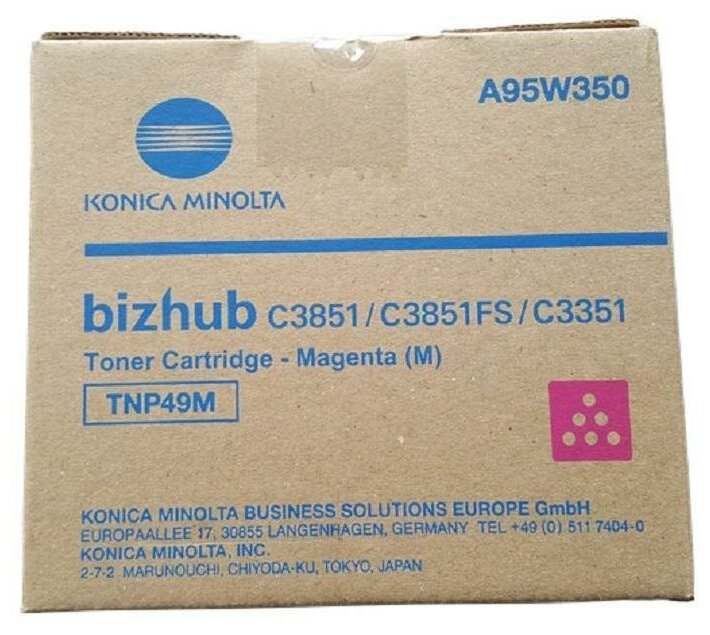 A95W350
KONICA MINOLTA
bizhub C3851/C3851FS/C3351
Toner Cartridge - Magenta (M)
TNP49M
KONICA MINOLTA BUSINESS SOLUTIONS EUROPE GmbH
EUROPAALLEE 17, 30855 LANGENHAGEN, GERMANY TEL +49 (0) 511 7404-0
KONICA MINOLTA, INC.
2-7-2 MARUNOUCHI, CHIYODA-KU, TOKYO, JAPAN